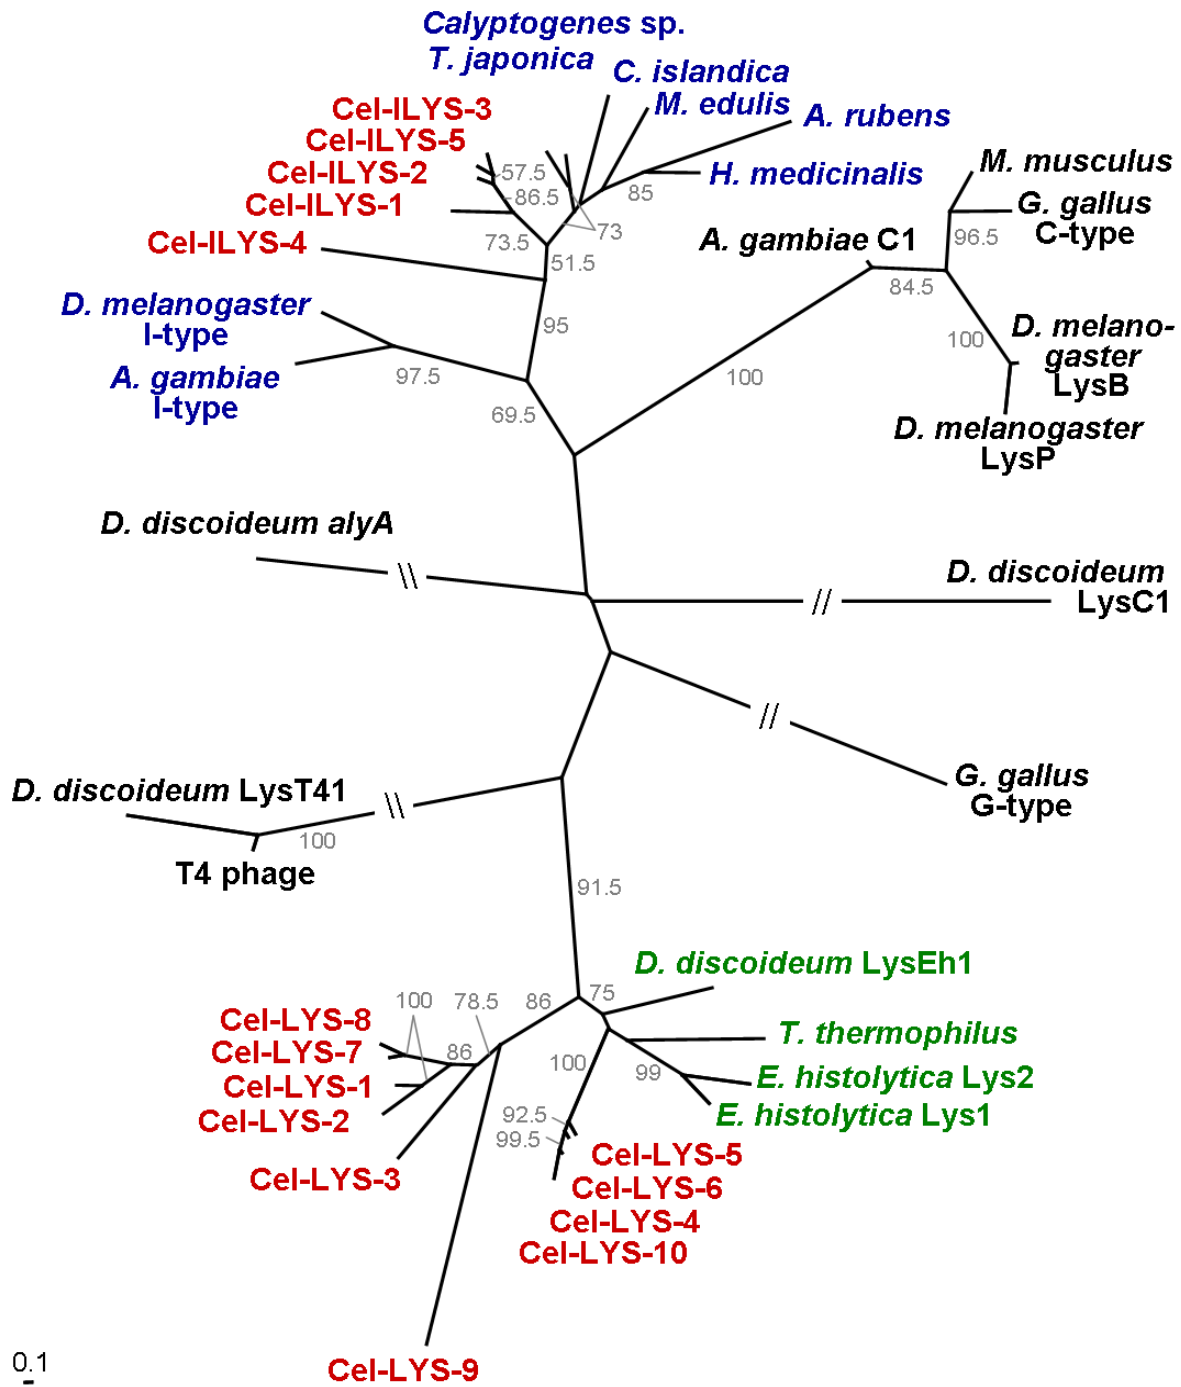 Calyptogenes sp.
T. japonica
C. islandica
M. edulis
A. rubens
H. medicinalis
Cel-ILYS-3
Cel-ILYS-5
Cel-ILYS-2
Cel-ILYS-1
Cel-ILYS-4
57.5
86.5
85
73
73.5
51.5
M. musculus
G. gallus
C-type
96.5
A. gambiae C1
84.5
D. melanogaster
I-type
95
A. gambiae
I-type
97.5
69.5
100
100
D. melano-
gaster
LysB
D. melanogaster
LysP
D. discoideum alyA
\\
D. discoideum
LysC1
//
//
G. gallus
G-type
D. discoideum LysT41
\\
100
T4 phage
91.5
D. discoideum LysEh1
75
86
78.5
100
Cel-LYS-8
Cel-LYS-7
Cel-LYS-1
Cel-LYS-2
86
Cel-LYS-3
T. thermophilus
E. histolytica Lys2
E. histolytica Lys1
99
100
92.5
99.5
Cel-LYS-5
Cel-LYS-6
Cel-LYS-4
Cel-LYS-10
Cel-LYS-9
0.1